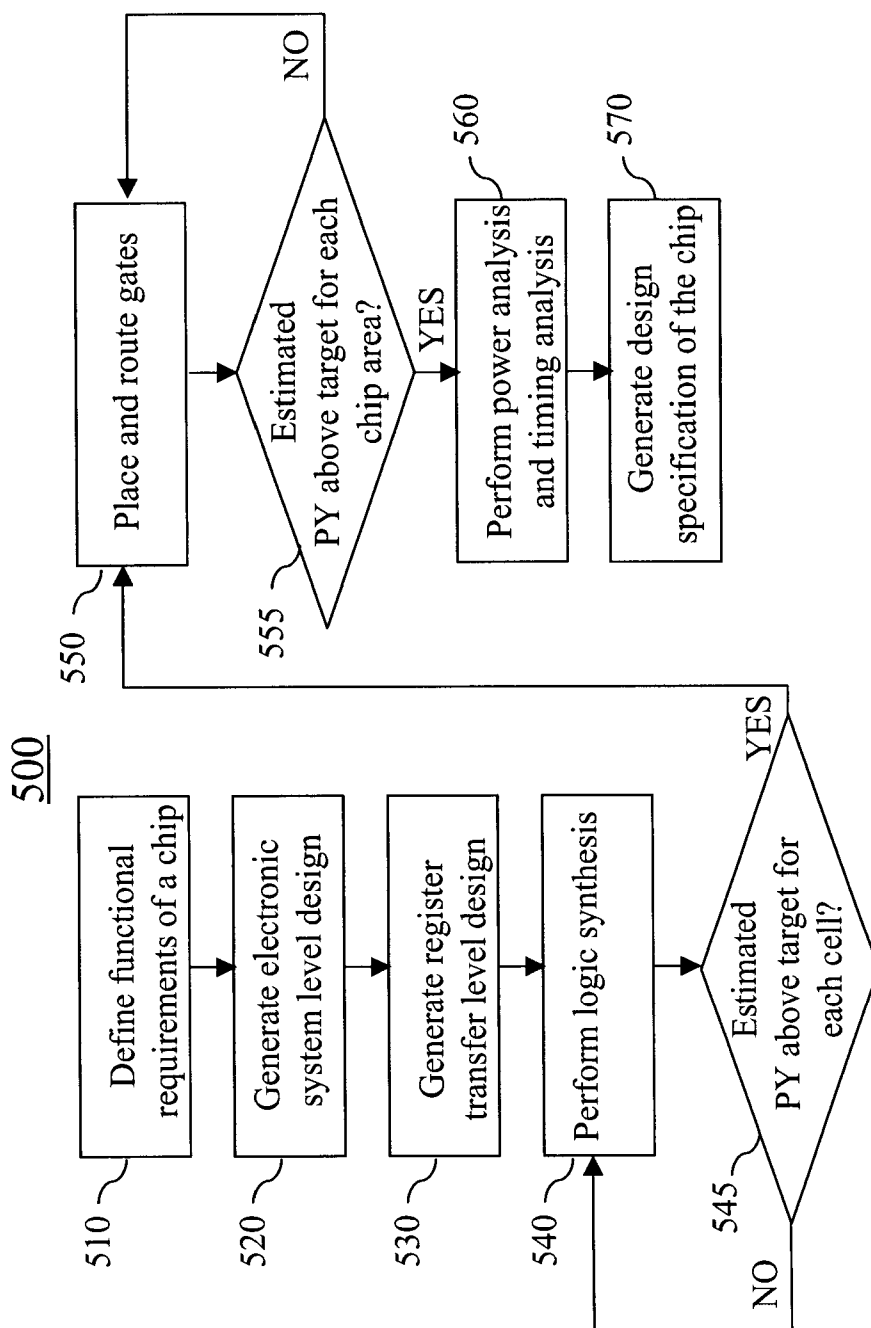 500
510
Define functional
requirements of a chip
520
Generate electronic
system level design
530
Generate register
transfer level design
540
Perform logic synthesis
545
Estimated
PY above target for
each cell?
NO
YES
550
Place and route gates
555
Estimated
PY above target for each
chip area?
NO
YES
560
Perform power analysis
and timing analysis
570
Generate design
specification of the chip